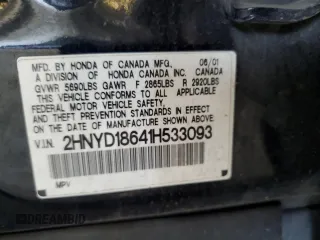 MFD. BY HONDA OF CANADA MFG., 06/01
A DIVISION OF HONDA CANADA INC. CANADA
GVWR 5690LBS GAWR F 2865LBS R 2920LBS
THIS VEHICLE CONFORMS TO ALL APPLICABLE
FEDERAL MOTOR VEHICLE SAFETY AND
THEFT PREVENTION STANDARDS IN EFFECT ON
THE DATE OF MANUFACTURE SHOWN ABOVE.
V.I.N. 2HNYD18641H533093
MPV
DREAMBID